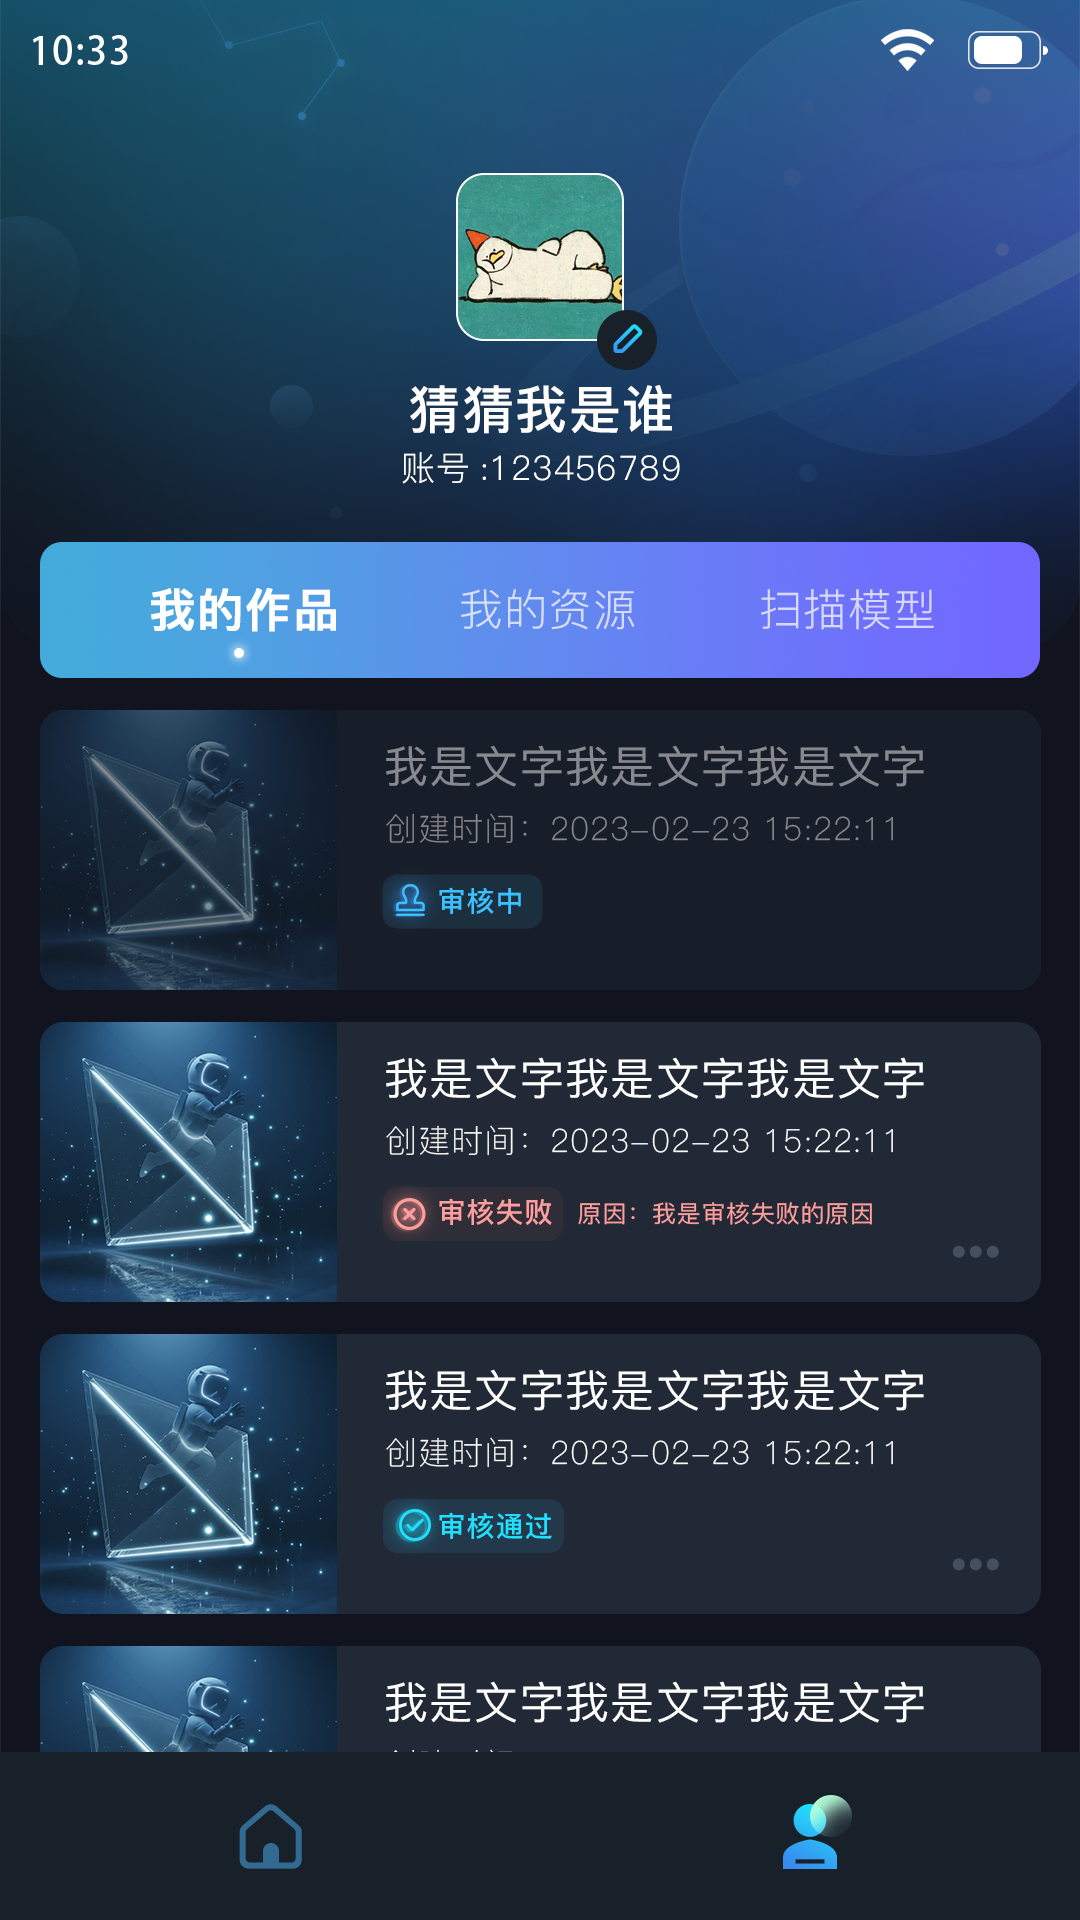 10:33
猜猜我是谁
账号 :123456789
我的作品 我的资源 扫描模型
我是文字我是文字我是文字
创建时间：2023-02-23 15:22:11
审核中
我是文字我是文字我是文字
创建时间：2023-02-23 15:22:11
审核失败 原因：我是审核失败的原因
我是文字我是文字我是文字
创建时间：2023-02-23 15:22:11
审核通过
我是文字我是文字我是文字